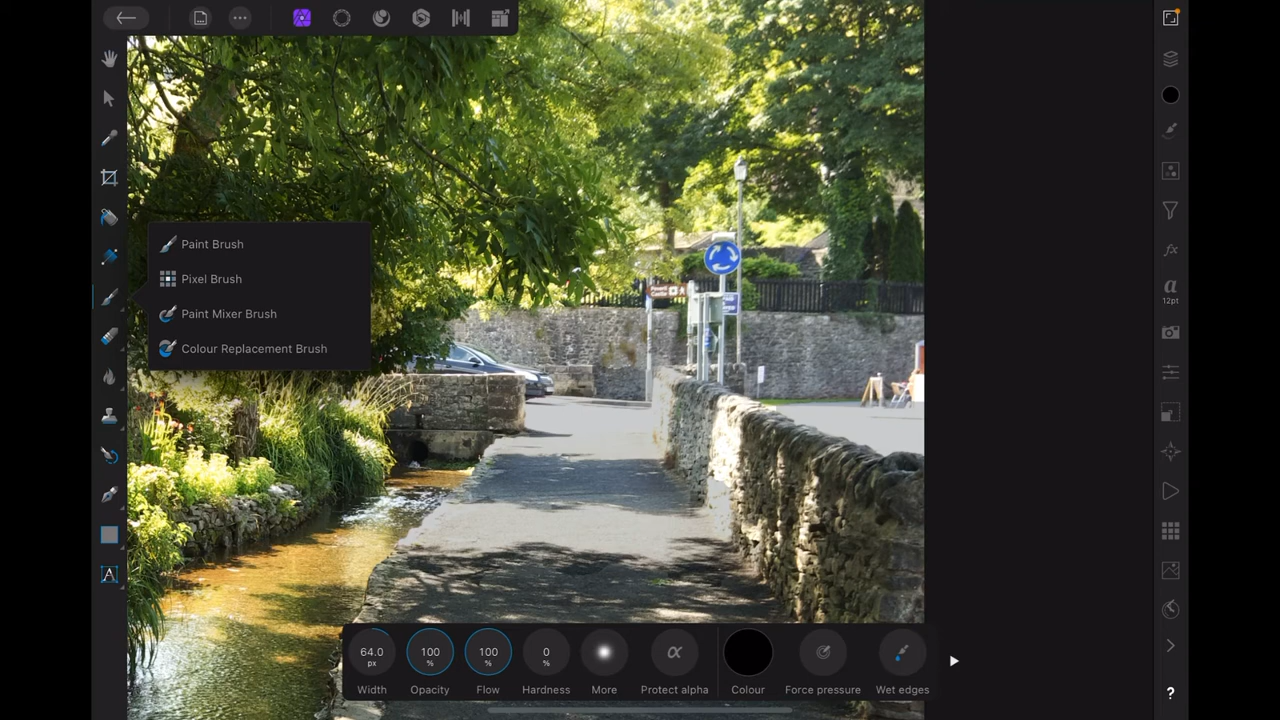 Paint Brush
Pixel Brush
Paint Mixer Brush
Colour Replacement Brush
a
12pt
A
64.0
px
100
%
100
%
0
%
α
Width
Opacity
Flow
Hardness
More
Protect alpha
Colour
Force pressure
Wet edges
fx
?